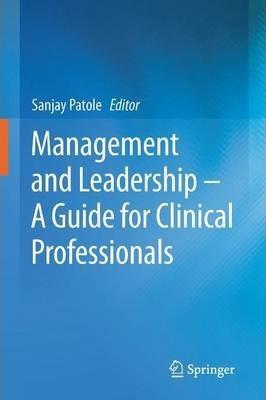 Sanjay Patole Editor
Management
and Leadership –
A Guide for Clinical
Professionals
Springer